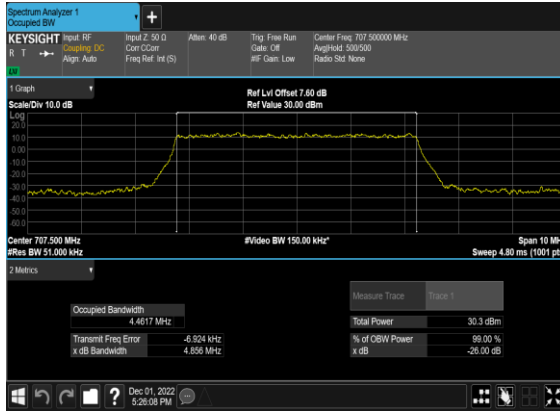 Spectrum Analyzer 1
Occupied BW
+
KEYSIGHT Input: RF Input Z: 50 Ω Atten: 40 dB Trig: Free Run Center Freq: 707.500000 MHz
R T Coupling: DC Corr CCorr Gate: Off Avg|Hold: 500/500
Align: Auto Freq Ref: Int (S) #IF Gain: Low Radio Std: None
1 Graph
Ref Lvl Offset 7.60 dB
Scale/Div 10.0 dB Ref Value 30.00 dBm
Log
20.0
10.0
0.00
-10.0
-20.0
-30.0
-40.0
-50.0
-60.0
Center 707.500 MHz #Video BW 150.00 kHz* Span 10 MH
#Res BW 51.000 kHz Sweep 4.80 ms (1001 pt
2 Metrics
Measure Trace Trace 1
Occupied Bandwidth
4.4617 MHz Total Power 30.3 dBm
Transmit Freq Error -6.924 kHz % of OBW Power 99.00 %
x dB Bandwidth 4.856 MHz x dB -26.00 dB
? Dec 01, 2022
5:26:08 PM